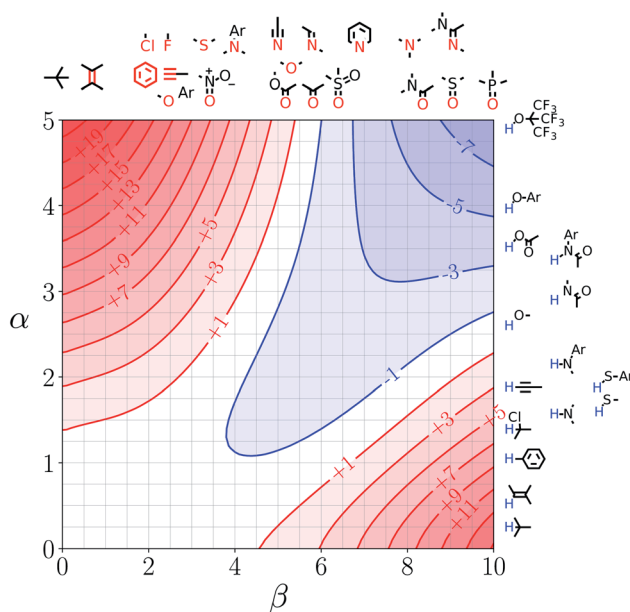 Ar N
Cl F S N N N N N N
O
N + O − O O S O N S P
O Ar O O O O O O O
5 4 3 2 1 0
α
+19
+17
+15
+13
+11
+9
+7
+5
+3
+1
-7
-5
-3
-1
+1
+3
+5
+7
+9
+11
0 2 4 6 8 10
β
CF3
H O CF3
CF3
H O-Ar
H O O
Ar
H N O
H N O
H O
Ar
H-N
H
H S-Ar
H S
Cl
H
H-N
H
H
H